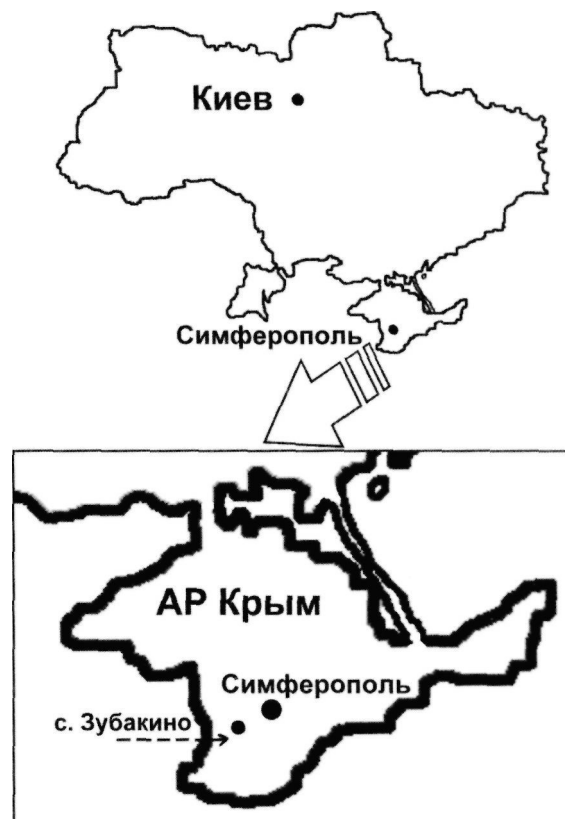 Киев
Симферополь
АР Крым
Симферополь
с. Зубакино